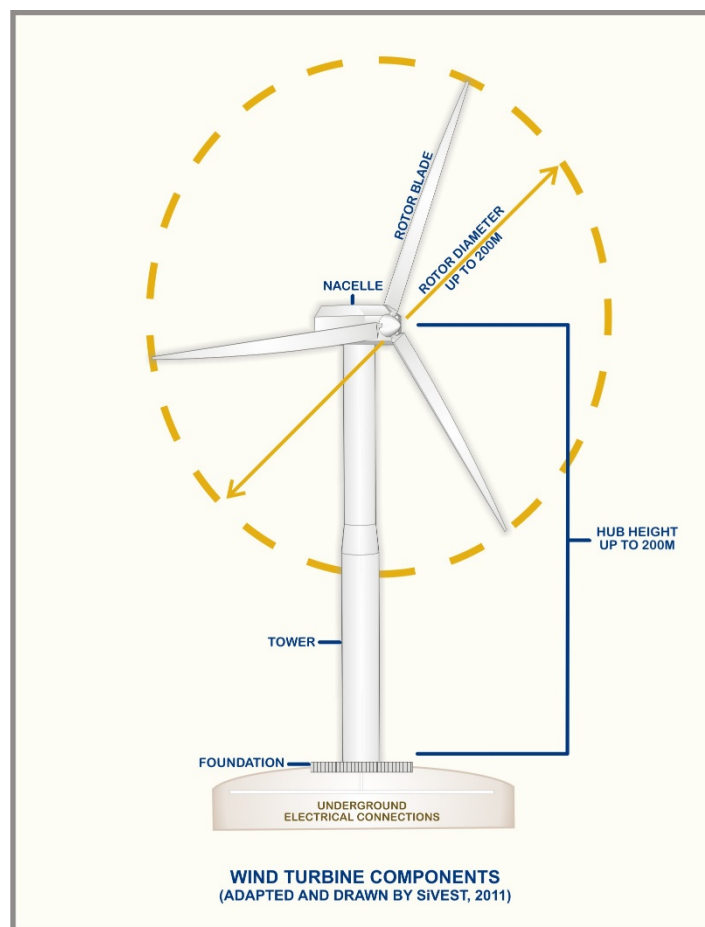 ROTOR BLADE
ROTOR DIAMETER
UP TO 200M
NACELLE
HUB HEIGHT
UP TO 200M
TOWER
FOUNDATION
UNDERGROUND
ELECTRICAL CONNECTIONS
WIND TURBINE COMPONENTS
(ADAPTED AND DRAWN BY SiVEST, 2011)